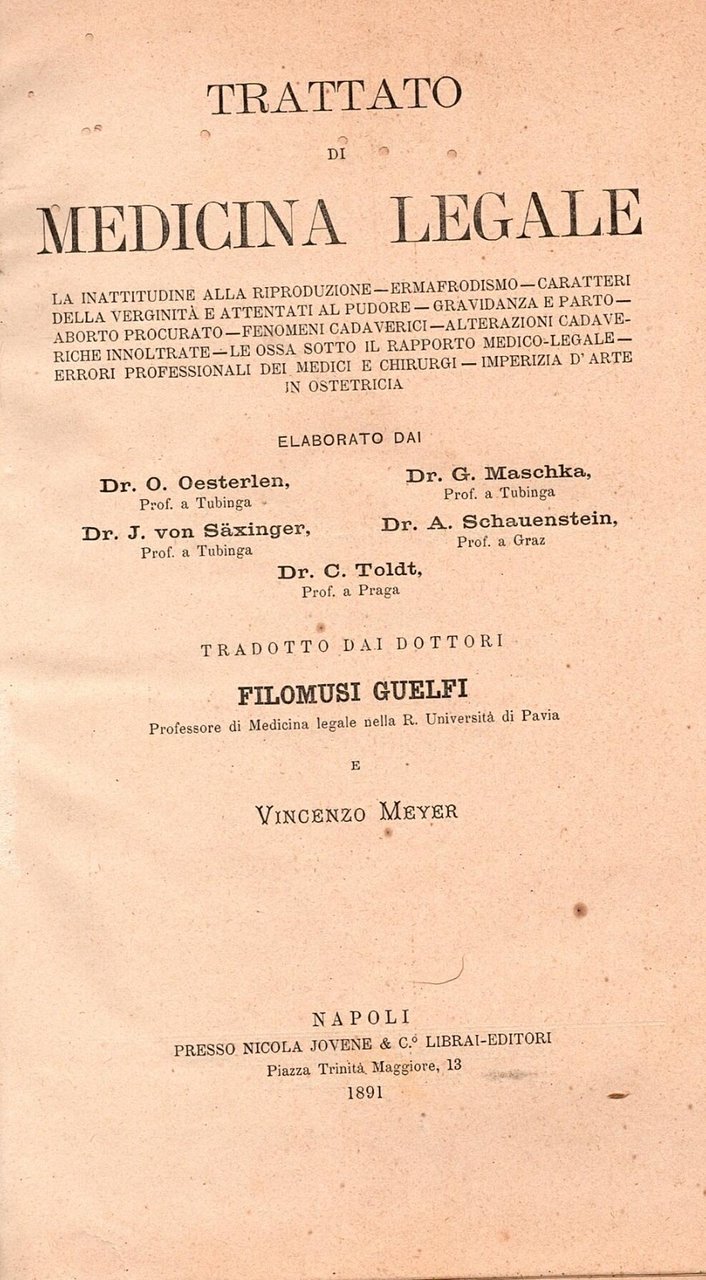 TRATTATO
DI
MEDICINA LEGALE
LA INATTITUDINE ALLA RIPRODUZIONE—ERMAFRODISMO—CARATTERI
DELLA VERGINITÀ E ATTENTATI AL PUDORE—GRAVIDANZA E PARTO—
ABORTO PROCURATO—FENOMENI CADAVERICI—ALTERAZIONI CADAVE-
RICHE INNOLTRATE—LE OSSA SOTTO IL RAPPORTO MEDICO-LEGALE—
ERRORI PROFESSIONALI DEI MEDICI E CHIRURGI—IMPERIZIA D'ARTE
IN OSTETRICIA
ELABORATO DAI
Dr. O. Oesterlen,
Prof. a Tubinga
Dr. G. Maschka,
Prof. a Tubinga
Dr. J. von Säxinger,
Prof. a Tubinga
Dr. A. Schauenstein,
Prof. a Graz
Dr. C. Toldt,
Prof. a Praga
TRADOTTO DAI DOTTORI
FILOMUSI GUELFI
Professore di Medicina legale nella R. Università di Pavia
E
VINCENZO MEYER
NAPOLI
PRESSO NICOLA JOVENE & C.º LIBRAI-EDITORI
Piazza Trinità Maggiore, 13
1891